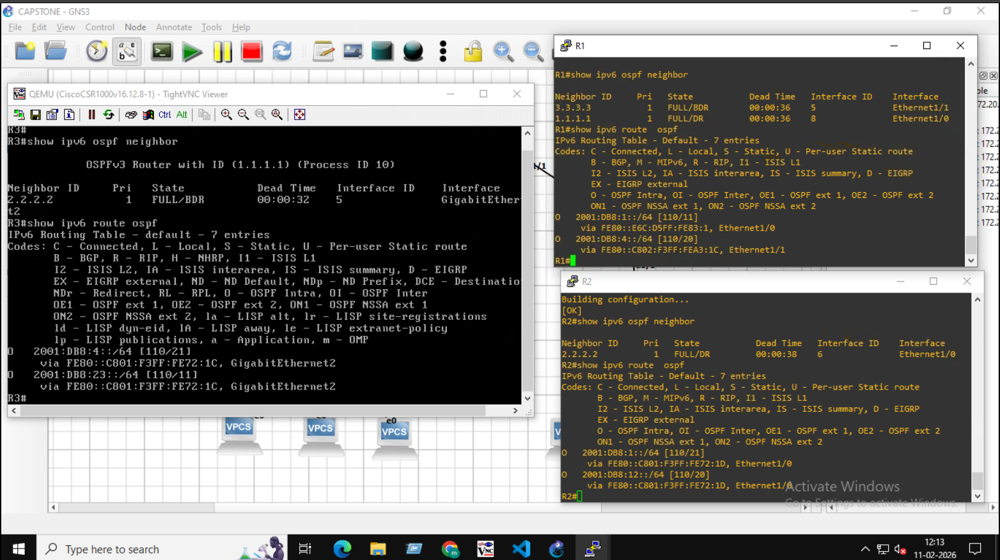 CAPSTONE - GNS3
File Edit View Control Node Annotate Tools Help
QEMU (CiscoCSR1000v16.12.8-1) - TightVNC Viewer
Ctrl Alt
R3#
R3#show ipv6 ospf neighbor
OSPFv3 Router with ID (1.1.1.1) (Process ID 10)
Neighbor ID Pri State Dead Time Interface ID Interface
2.2.2.2 1 FULL/BDR 00:00:32 5 GigabitEther
t2
R3#show ipv6 route ospf
IPv6 Routing Table - default - 7 entries
Codes: C - Connected, L - Local, S - Static, U - Per-user Static route
B - BGP, R - RIP, H - NHRP, I1 - ISIS L1
I2 - ISIS L2, IA - ISIS interarea, IS - ISIS summary, D - EIGRP
EX - EIGRP external, ND - ND Default, NDp - ND Prefix, DCE - Destinatio
NDr - Redirect, RL - RPL, O - OSPF Intra, OI - OSPF Inter
OE1 - OSPF ext 1, OE2 - OSPF ext 2, ON1 - OSPF NSSA ext 1
ON2 - OSPF NSSA ext 2, la - LISP alt, lr - LISP site-registrations
ld - LISP dyn-eid, lA - LISP away, le - LISP extranet-policy
lp - LISP publications, a - Application, m - OMP
O 2001:DB8:4::/64 [110/21]
via FE80::C801:F3FF:FE72:1C, GigabitEthernet2
O 2001:DB8:23::/64 [110/11]
via FE80::C801:F3FF:FE72:1C, GigabitEthernet2
R3#
R1
R1#show ipv6 ospf neighbor
Neighbor ID Pri State Dead Time Interface ID Interface
3.3.3.3 1 FULL/BDR 00:00:36 5 Ethernet1/1
1.1.1.1 1 FULL/DR 00:00:36 8 Ethernet1/0
R1#show ipv6 route ospf
IPv6 Routing Table - Default - 7 entries
Codes: C - Connected, L - Local, S - Static, U - Per-user Static route
B - BGP, M - MIPv6, R - RIP, I1 - ISIS L1
I2 - ISIS L2, IA - ISIS interarea, IS - ISIS summary, D - EIGRP
EX - EIGRP external
O - OSPF Intra, OI - OSPF Inter, OE1 - OSPF ext 1, OE2 - OSPF ext 2
ON1 - OSPF NSSA ext 1, ON2 - OSPF NSSA ext 2
O 2001:DB8:1::/64 [110/11]
via FE80::E6C:D5FF:FE83:1, Ethernet1/0
O 2001:DB8:4::/64 [110/20]
via FE80::C802:F3FF:FEA3:1C, Ethernet1/1
R1#
R2
Building configuration...
[OK]
R2#show ipv6 ospf neighbor
Neighbor ID Pri State Dead Time Interface ID Interface
2.2.2.2 1 FULL/DR 00:00:38 6 Ethernet1/0
R2#show ipv6 route ospf
IPv6 Routing Table - Default - 7 entries
Codes: C - Connected, L - Local, S - Static, U - Per-user Static route
B - BGP, M - MIPv6, R - RIP, I1 - ISIS L1
I2 - ISIS L2, IA - ISIS interarea, IS - ISIS summary, D - EIGRP
EX - EIGRP external
O - OSPF Intra, OI - OSPF Inter, OE1 - OSPF ext 1, OE2 - OSPF ext 2
ON1 - OSPF NSSA ext 1, ON2 - OSPF NSSA ext 2
O 2001:DB8:1::/64 [110/21]
via FE80::C801:F3FF:FE72:1D, Ethernet1/0
O 2001:DB8:12::/64 [110/20]
via FE80::C801:F3FF:FE72:1D, Ethernet1/0
R2#
Activate Windows
Go to Settings to activate Windows.
172.20.
172.2
172.2
172.2
172.2
172.2
172.2
172.2
172.2
e0
VPCS VPCS VPCS
Type here to search
12:13
11-02-2026